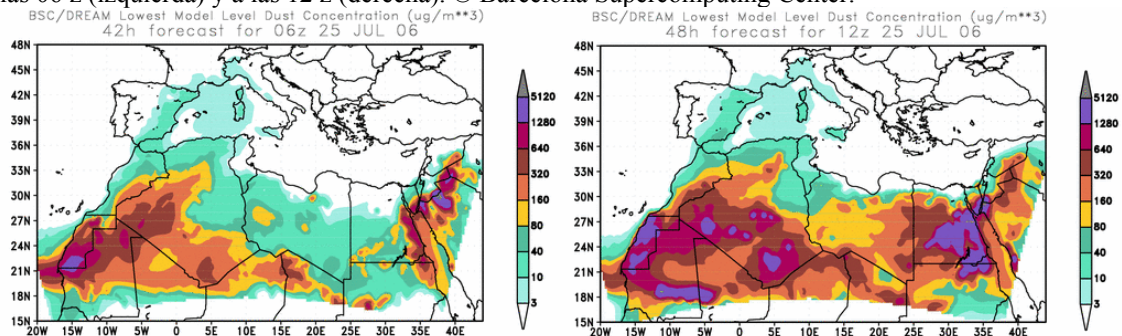 las 06 z (izquierda) y a las 12 z (derecha). © Barcelona Supercomputing Center.
BSC/DREAM Lowest Model Level Dust Concentration (ug/m**3)
42h forecast for 06z 25 JUL 06
48N
45N
42N
39N
36N
33N
30N
27N
24N
21N
18N
15N
20W 15W 10W 5W 0 5E 10E 15E 20E 25E 30E 35E 40E
5120
1280
640
320
160
80
40
10
3
BSC/DREAM Lowest Model Level Dust Concentration (ug/m**3)
48h forecast for 12z 25 JUL 06
48N
45N
42N
39N
36N
33N
30N
27N
24N
21N
18N
15N
20W 15W 10W 5W 0 5E 10E 15E 20E 25E 30E 35E 40E
5120
1280
640
320
160
80
40
10
3